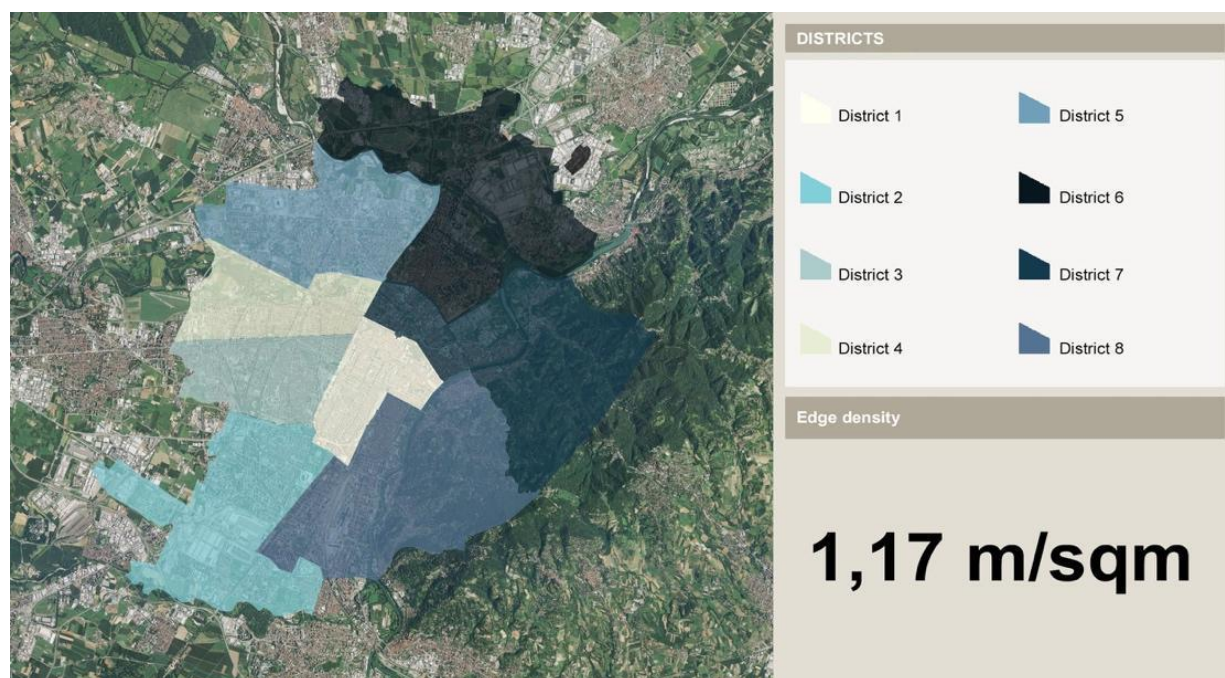 DISTRICTS
District 1
District 5
District 2
District 6
District 3
District 7
District 4
District 8
Edge density
1,17 m/sqm